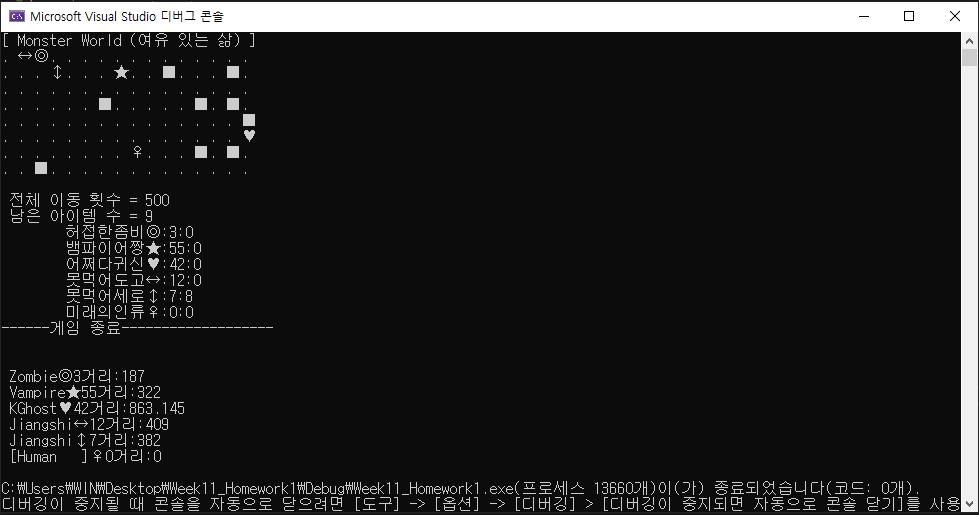 Microsoft Visual Studio 디버그 콘솔
[ Monster World (여유 있는 삶) ]
. ↔◎. . . . . . . . . . . . .
. . . ↕. . . ★. . ■. . . ■.
. . . . . . . . . . . . . . . .
. . . . . . ■. . . . . ■. ■.
. . . . . . . . . . . . . . . ■
. . . . . . . . . . . . . . . ♥
. . . . . . . . ♀. . . ■. ■.
. . ■. . . . . . . . . . . . .
전체 이동 횟수 = 500
남은 아이템 수 = 9
허접한좀비◎:3:0
뱀파이어짱★:55:0
어쩌다귀신♥:42:0
못먹어도고↔:12:0
못먹어세로↕:7:8
미래의인류♀:0:0
------게임 종료-------------------
Zombie◎3거리:187
Vampire★55거리:322
KGhost♥42거리:863.145
Jiangshi↔12거리:409
Jiangshi↕7거리:382
[Human   ]♀0거리:0
C:₩Users₩WIN₩Desktop₩Week11_Homework1₩Debug₩Week11_Homework1.exe(프로세스 13660개)이(가) 종료되었습니다(코드: 0개).
디버깅이 중지될 때 콘솔을 자동으로 닫으려면 [도구] -> [옵션] -> [디버깅] > [디버깅이 중지되면 자동으로 콘솔 닫기]를 사용